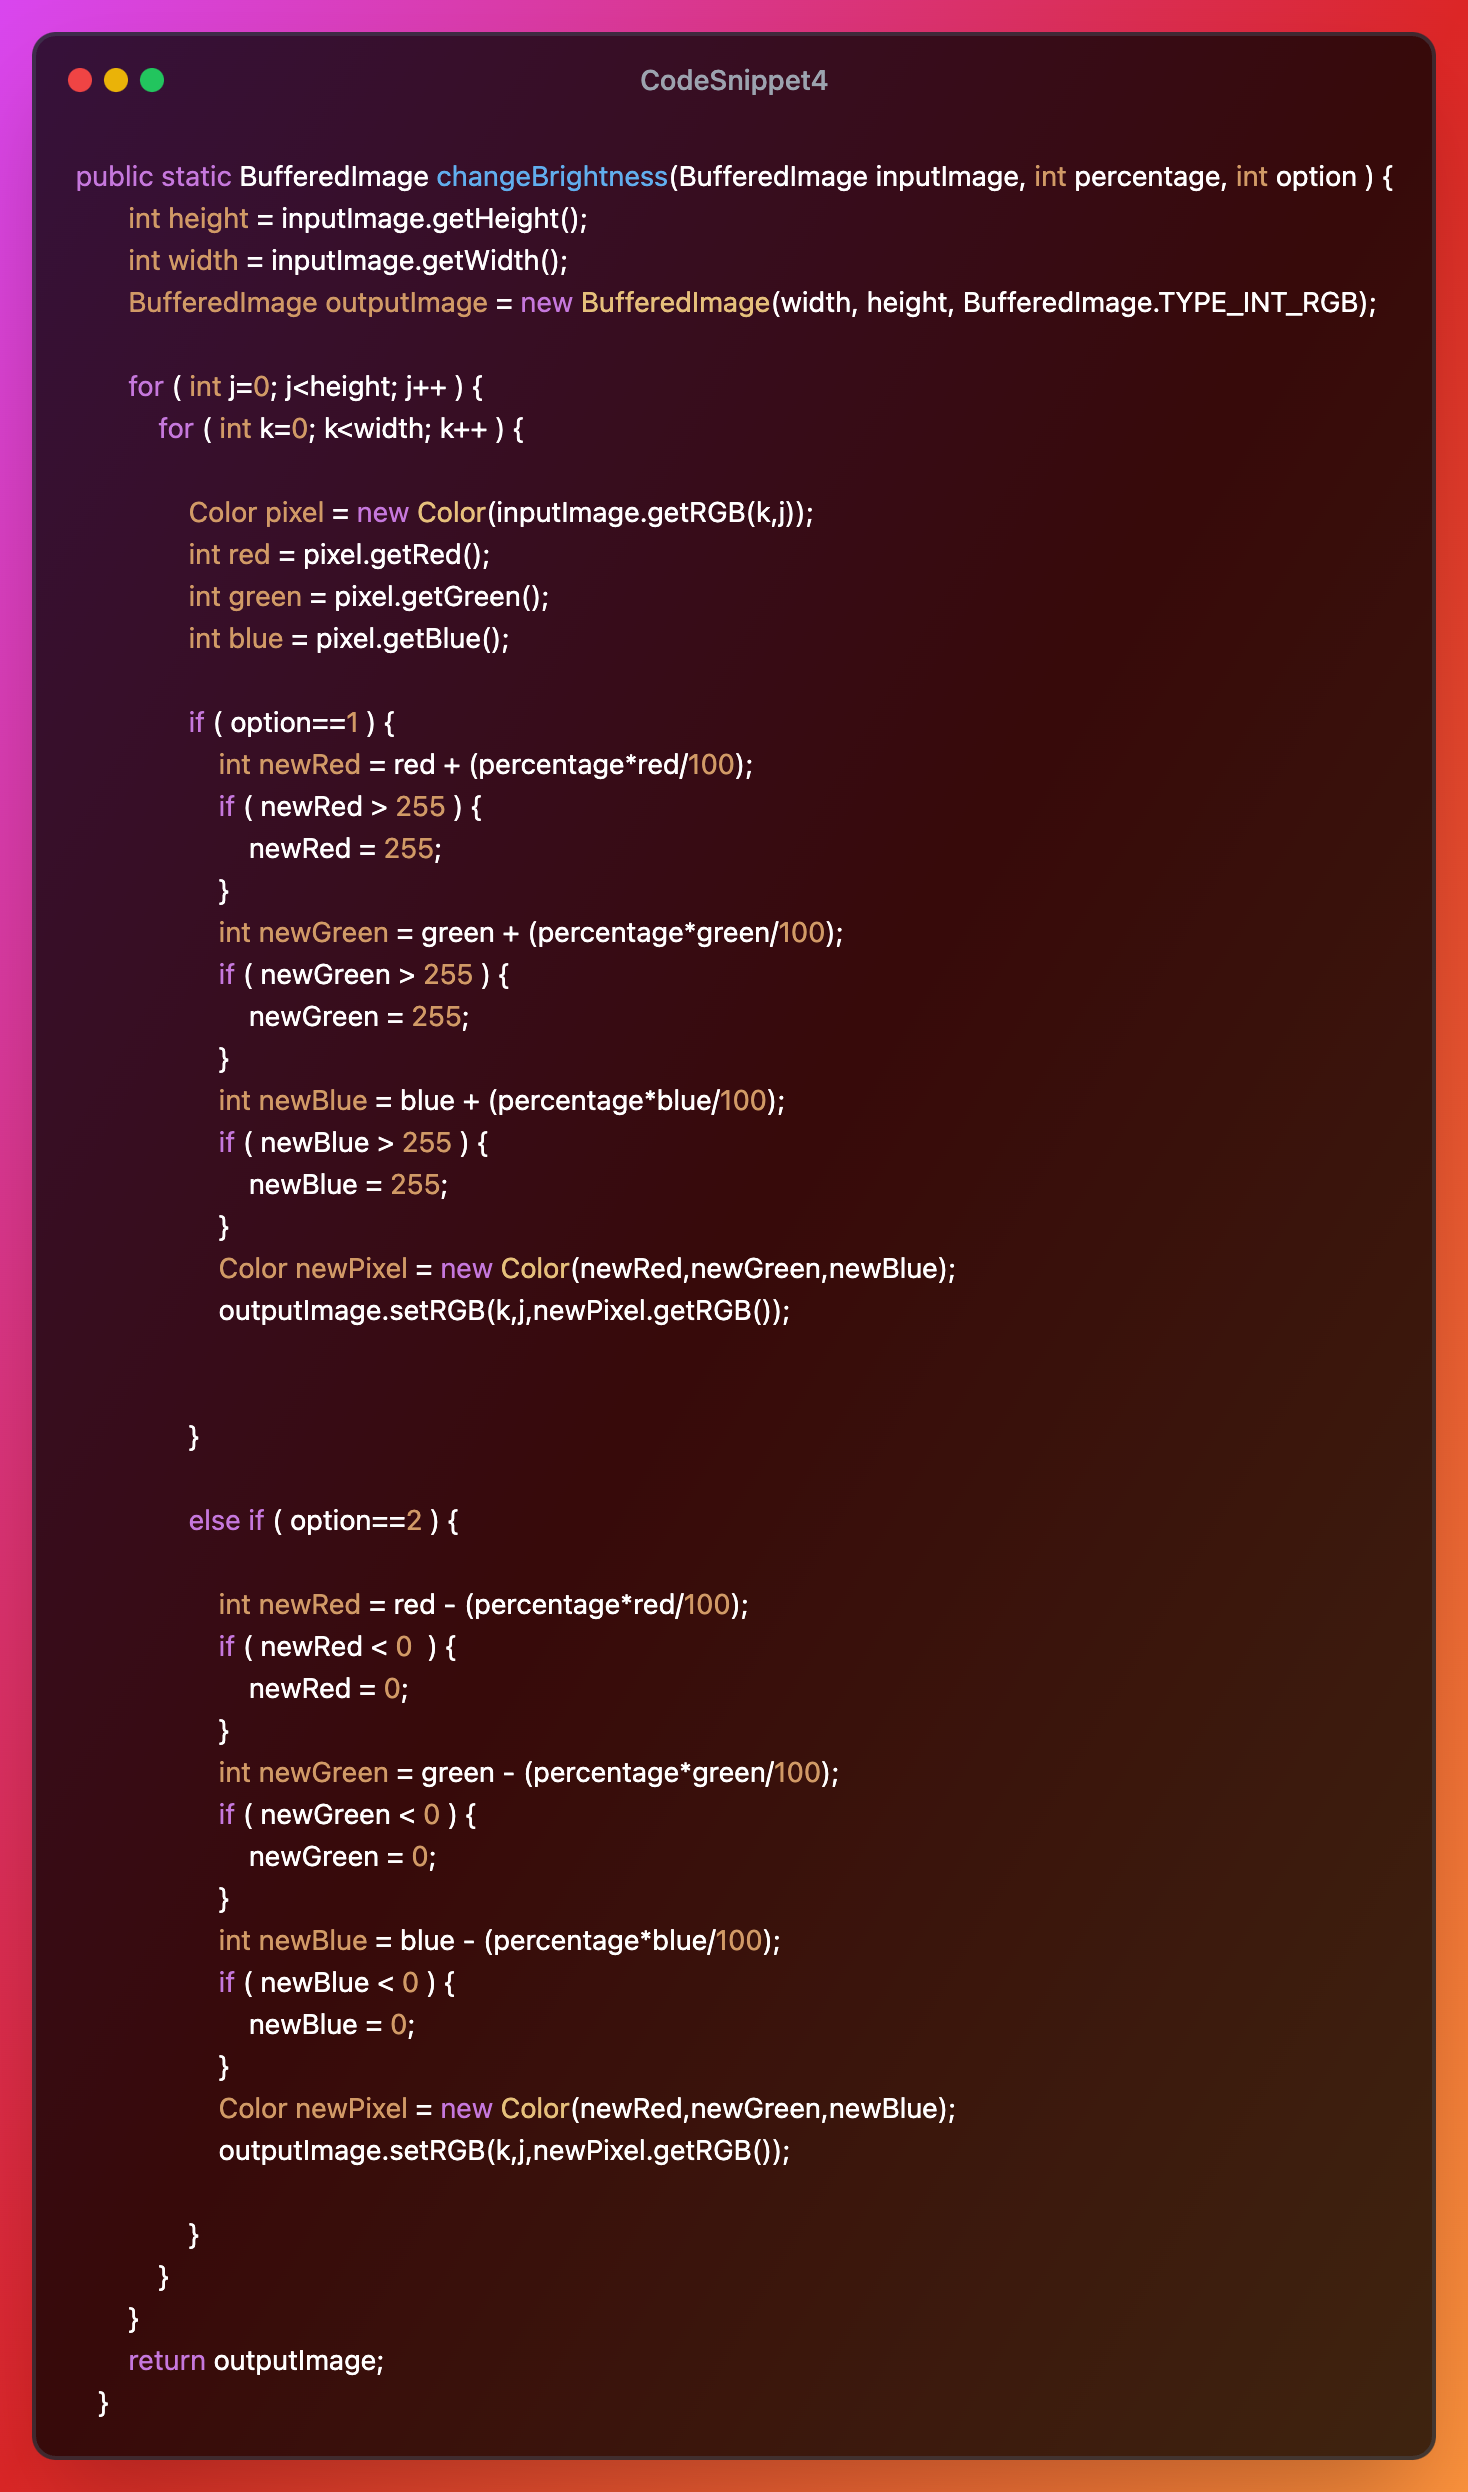 CodeSnippet4
public static BufferedImage changeBrightness(BufferedImage inputImage, int percentage, int option ) {
int height = inputImage.getHeight();
int width = inputImage.getWidth();
BufferedImage outputImage = new BufferedImage(width, height, BufferedImage.TYPE_INT_RGB);
for ( int j=0; j<height; j++ ) {
for ( int k=0; k<width; k++ ) {
Color pixel = new Color(inputImage.getRGB(k,j));
int red = pixel.getRed();
int green = pixel.getGreen();
int blue = pixel.getBlue();
if ( option==1 ) {
int newRed = red + (percentage*red/100);
if ( newRed > 255 ) {
newRed = 255;
}
int newGreen = green + (percentage*green/100);
if ( newGreen > 255 ) {
newGreen = 255;
}
int newBlue = blue + (percentage*blue/100);
if ( newBlue > 255 ) {
newBlue = 255;
}
Color newPixel = new Color(newRed,newGreen,newBlue);
outputImage.setRGB(k,j,newPixel.getRGB());
}
else if ( option==2 ) {
int newRed = red - (percentage*red/100);
if ( newRed < 0  ) {
newRed = 0;
}
int newGreen = green - (percentage*green/100);
if ( newGreen < 0 ) {
newGreen = 0;
}
int newBlue = blue - (percentage*blue/100);
if ( newBlue < 0 ) {
newBlue = 0;
}
Color newPixel = new Color(newRed,newGreen,newBlue);
outputImage.setRGB(k,j,newPixel.getRGB());
}
}
}
return outputImage;
}